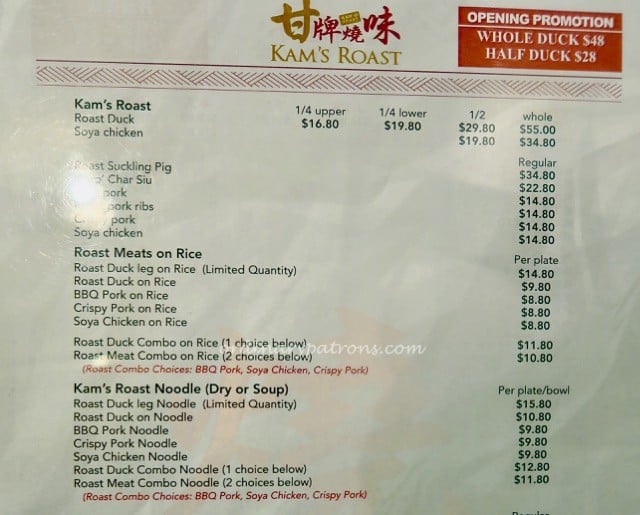 甘牌燒味
KAM'S ROAST
OPENING PROMOTION
WHOLE DUCK $48
HALF DUCK $28
Kam's Roast 1/4 upper 1/4 lower 1/2 whole
Roast Duck $16.80 $19.80 $29.80 $55.00
Soya chicken $19.80 $34.80
Regular
Roast Suckling Pig $34.80
Char Siu $22.80
pork $14.80
pork ribs $14.80
pork $14.80
Soya chicken $14.80
Roast Meats on Rice Per plate
Roast Duck leg on Rice (Limited Quantity) $14.80
Roast Duck on Rice $9.80
BBQ Pork on Rice $8.80
Crispy Pork on Rice $8.80
Soya Chicken on Rice $8.80
Roast Duck Combo on Rice (1 choice below) $11.80
Roast Meat Combo on Rice (2 choices below) $10.80
(Roast Combo Choices: BBQ Pork, Soya Chicken, Crispy Pork)
Kam's Roast Noodle (Dry or Soup) Per plate/bowl
Roast Duck leg Noodle (Limited Quantity) $15.80
Roast Duck on Noodle $10.80
BBQ Pork Noodle $9.80
Crispy Pork Noodle $9.80
Soya Chicken Noodle $9.80
Roast Duck Combo Noodle (1 choice below) $12.80
Roast Meat Combo Noodle (2 choices below) $11.80
(Roast Combo Choices: BBQ Pork, Soya Chicken, Crispy Pork)
Regular